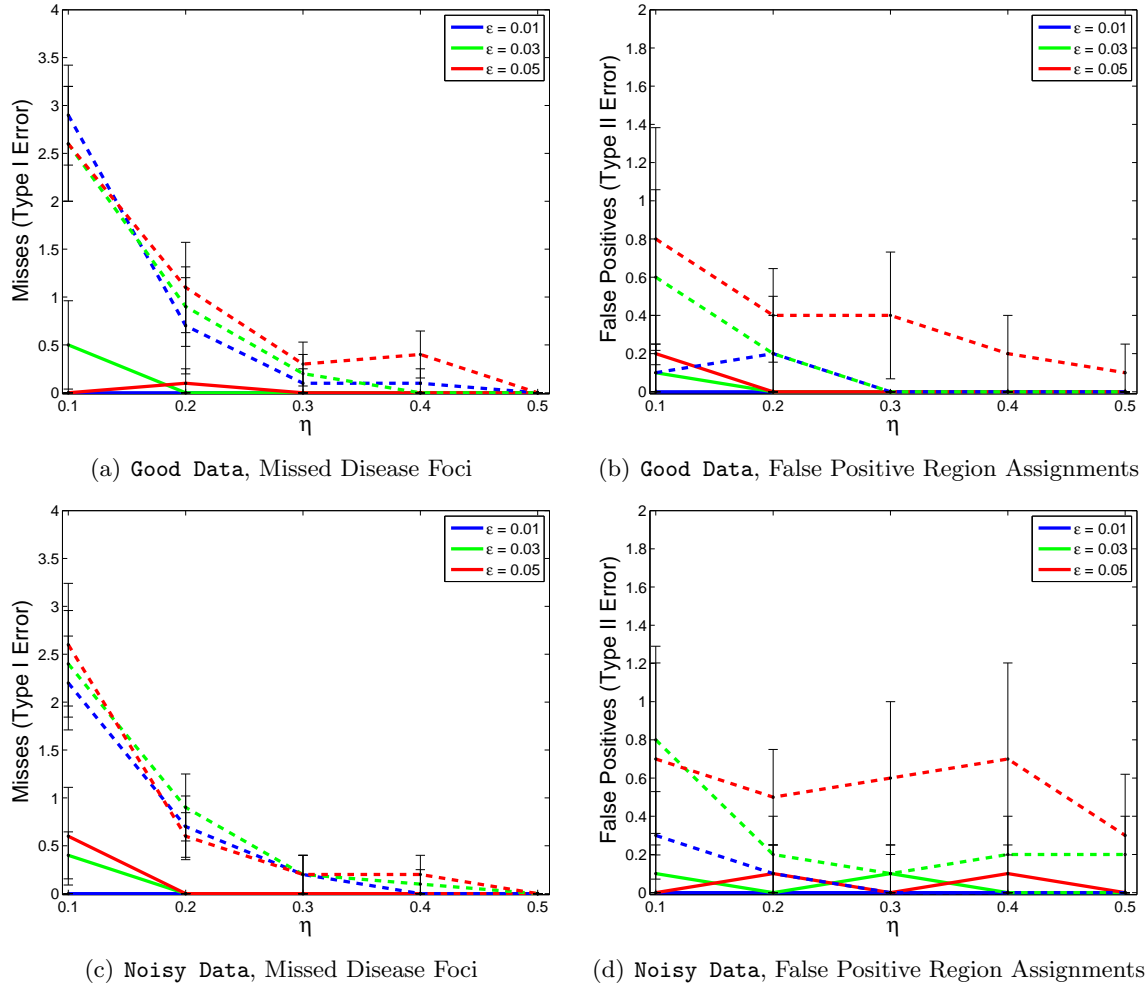 4
3.5
3
2.5
2
1.5
1
0.5
0
Misses (Type I Error)
0.1 0.2 0.3 0.4 0.5
η
ε = 0.01
ε = 0.03
ε = 0.05
(a) Good Data, Missed Disease Foci
2
1.8
1.6
1.4
1.2
1
0.8
0.6
0.4
0.2
0
False Positives (Type II Error)
0.1 0.2 0.3 0.4 0.5
η
ε = 0.01
ε = 0.03
ε = 0.05
(b) Good Data, False Positive Region Assignments
4
3.5
3
2.5
2
1.5
1
0.5
0
Misses (Type I Error)
0.1 0.2 0.3 0.4 0.5
η
ε = 0.01
ε = 0.03
ε = 0.05
(c) Noisy Data, Missed Disease Foci
2
1.8
1.6
1.4
1.2
1
0.8
0.6
0.4
0.2
0
False Positives (Type II Error)
0.1 0.2 0.3 0.4 0.5
η
ε = 0.01
ε = 0.03
ε = 0.05
(d) Noisy Data, False Positive Region Assignments